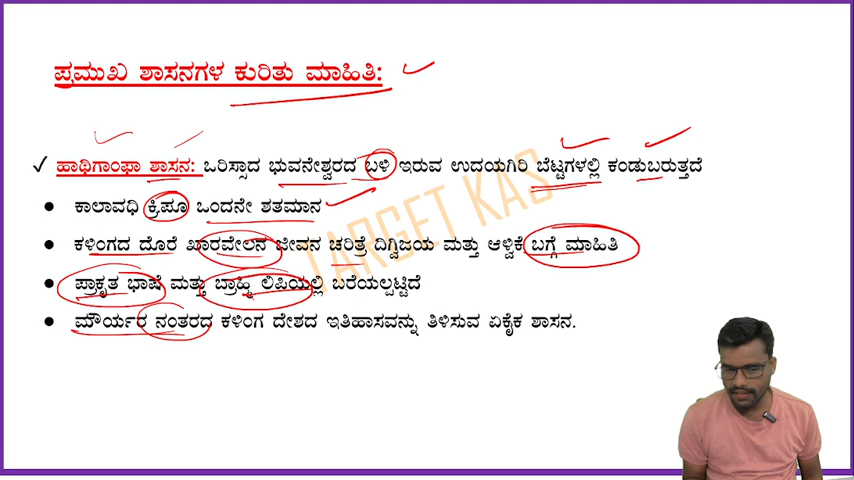 ಪ್ರಮುಖ ಶಾಸನಗಳ ಕುರಿತು ಮಾಹಿತಿ:
✓ ಹಾಥಿಗಾಂಫಾ ಶಾಸನ: ಒರಿಸ್ಸಾದ ಭುವನೇಶ್ವರದ ಬಳಿ ಇರುವ ಉದಯಗಿರಿ ಬೆಟ್ಟಗಳಲ್ಲಿ ಕಂಡುಬರುತ್ತದೆ
● ಕಾಲಾವಧಿ ಕ್ರಿಪೂ ಒಂದನೇ ಶತಮಾನ
● ಕಳಿಂಗದ ದೊರೆ ಖಾರವೇಲನ ಜೀವನ ಚರಿತ್ರೆ ದಿಗ್ವಿಜಯ ಮತ್ತು ಆಳ್ವಿಕೆ ಬಗ್ಗೆ ಮಾಹಿತಿ
● ಪ್ರಾಕೃತ ಭಾಷೆ ಮತ್ತು ಬ್ರಾಹ್ಮಿ ಲಿಪಿಯಲ್ಲಿ ಬರೆಯಲ್ಪಟ್ಟಿದೆ
● ಮೌರ್ಯರ ನಂತರದ ಕಳಿಂಗ ದೇಶದ ಇತಿಹಾಸವನ್ನು ತಿಳಿಸುವ ಏಕೈಕ ಶಾಸನ.
TARGET KAS